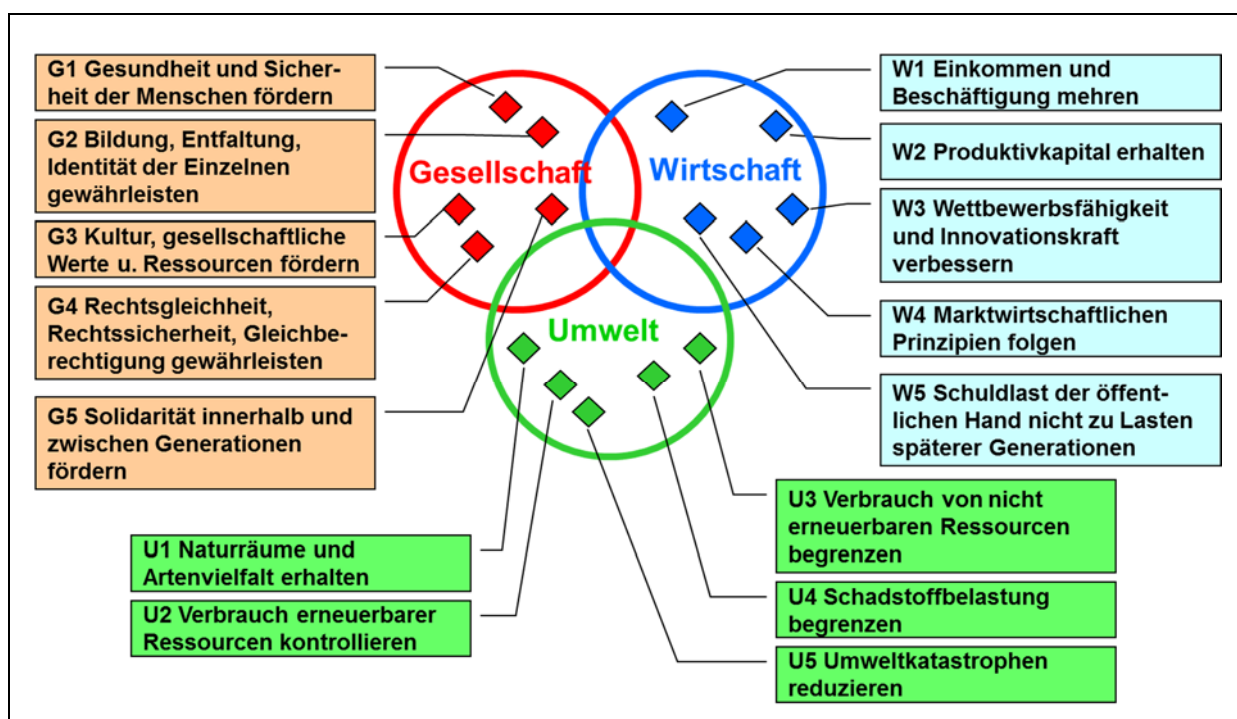 G1 Gesundheit und Sicher-
heit der Menschen fördern
G2 Bildung, Entfaltung,
Identität der Einzelnen
gewährleisten
G3 Kultur, gesellschaftliche
Werte u. Ressourcen fördern
G4 Rechtsgleichheit,
Rechtssicherheit, Gleichbe-
rechtigung gewährleisten
G5 Solidarität innerhalb und
zwischen Generationen
fördern
Gesellschaft
Wirtschaft
Umwelt
W1 Einkommen und
Beschäftigung mehren
W2 Produktivkapital erhalten
W3 Wettbewerbsfähigkeit
und Innovationskraft
verbessern
W4 Marktwirtschaftlichen
Prinzipien folgen
W5 Schuldlast der öffent-
lichen Hand nicht zu Lasten
späterer Generationen
U1 Naturräume und
Artenvielfalt erhalten
U2 Verbrauch erneuerbarer
Ressourcen kontrollieren
U3 Verbrauch von nicht
erneuerbaren Ressourcen
begrenzen
U4 Schadstoffbelastung
begrenzen
U5 Umweltkatastrophen
reduzieren